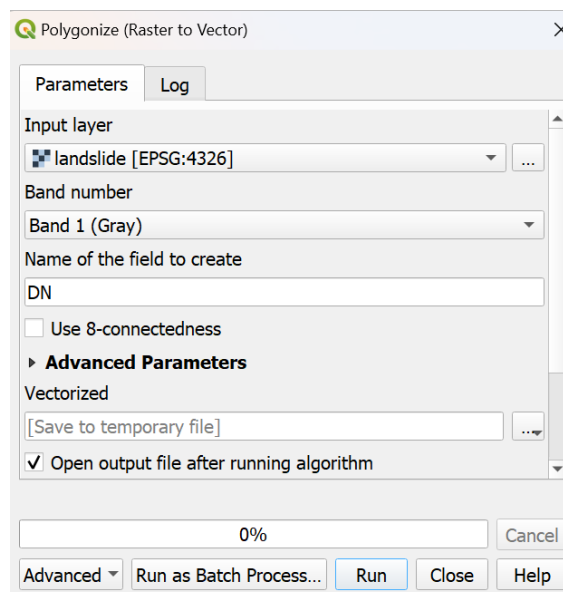 Polygonize (Raster to Vector)
Parameters Log
Input layer
landslide [EPSG:4326]
...
Band number
Band 1 (Gray)
Name of the field to create
DN
Use 8-connectedness
Advanced Parameters
Vectorized
[Save to temporary file]
...
Open output file after running algorithm
0%
Cancel
Advanced Run as Batch Process... Run Close Help